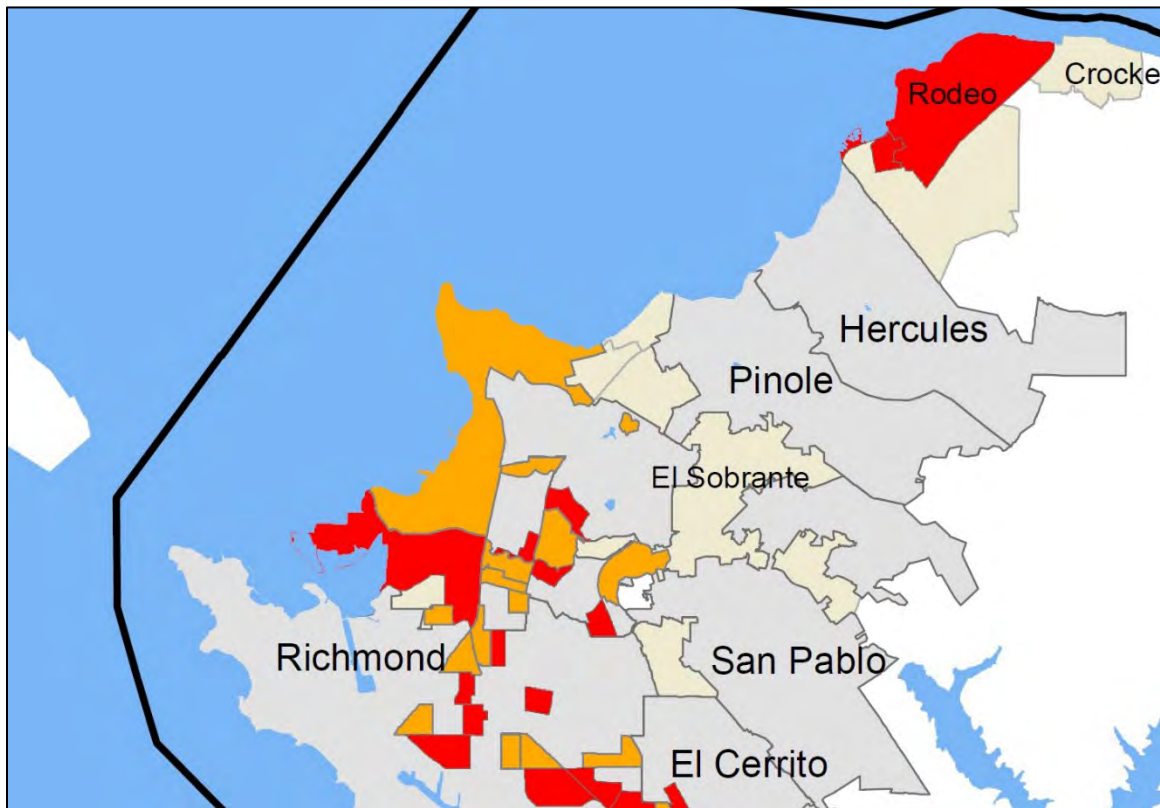 Crocke
Rodeo
Hercules
Pinole
El Sobrante
Richmond
San Pablo
El Cerrito